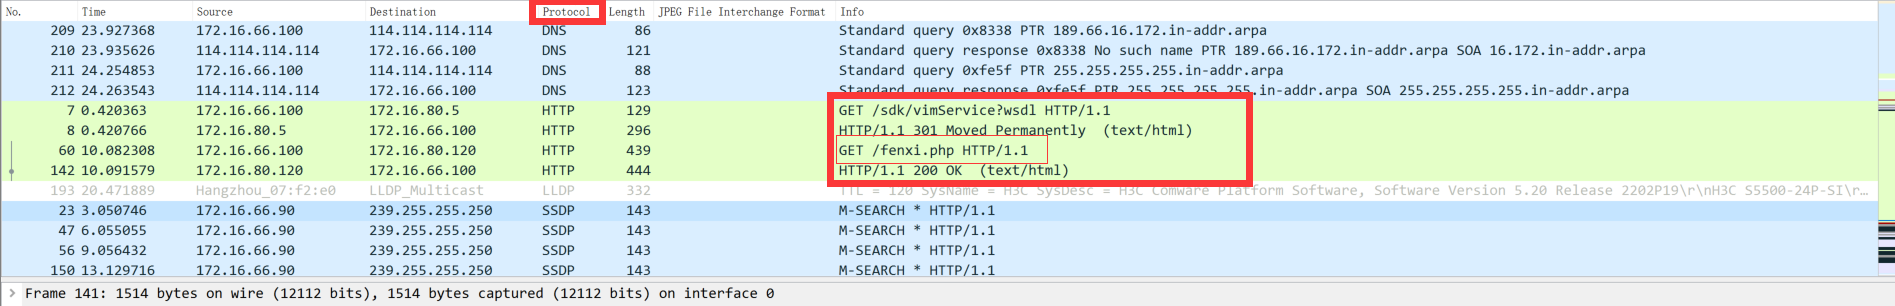 No. Time Source Destination Protocol Length JPEG File Interchange Format Info
209 23.927368 172.16.66.100 114.114.114.114 DNS 86 Standard query 0x8338 PTR 189.66.16.172.in-addr.arpa
210 23.935626 114.114.114.114 172.16.66.100 DNS 121 Standard query response 0x8338 No such name PTR 189.66.16.172.in-addr.arpa SOA 16.172.in-addr.arpa
211 24.254853 172.16.66.100 114.114.114.114 DNS 88 Standard query 0xfe5f PTR 255.255.255.255.in-addr.arpa
212 24.263543 114.114.114.114 172.16.66.100 DNS 123 Standard query response 0xfe5f PTR 255.255.255.255.in-addr.arpa SOA 255.255.255.in-addr.arpa
7 0.420363 172.16.66.100 172.16.80.5 HTTP 129 GET /sdk/vimService?wsdl HTTP/1.1
8 0.420766 172.16.80.5 172.16.66.100 HTTP 296 HTTP/1.1 301 Moved Permanently (text/html)
60 10.082308 172.16.66.100 172.16.80.120 HTTP 439 GET /fenxi.php HTTP/1.1
142 10.091579 172.16.80.120 172.16.66.100 HTTP 444 HTTP/1.1 200 OK (text/html)
193 20.471889 Hangzhou_07:f2:e0 LLDP_Multicast LLDP 332 TTL = 120 SysName = H3C SysDesc = H3C Comware Platform Software, Software Version 5.20 Release 2202P19\r\nH3C S5500-24P-SI\r…
23 3.050746 172.16.66.90 239.255.255.250 SSDP 143 M-SEARCH * HTTP/1.1
47 6.055055 172.16.66.90 239.255.255.250 SSDP 143 M-SEARCH * HTTP/1.1
56 9.056432 172.16.66.90 239.255.255.250 SSDP 143 M-SEARCH * HTTP/1.1
150 13.129716 172.16.66.90 239.255.255.250 SSDP 143 M-SEARCH * HTTP/1.1
Frame 141: 1514 bytes on wire (12112 bits), 1514 bytes captured (12112 bits) on interface 0